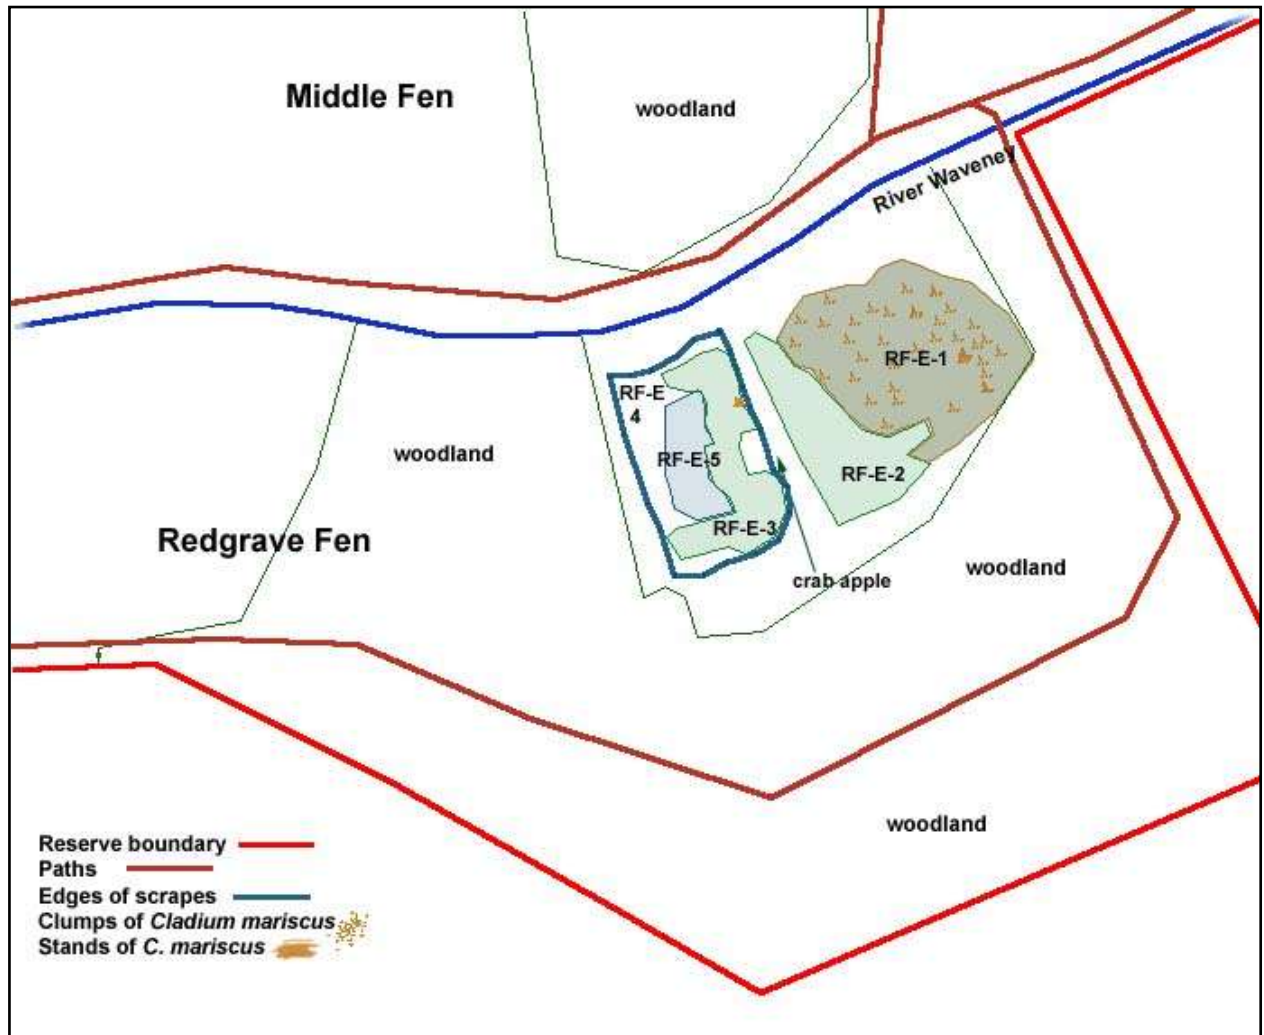 Middle Fen
woodland
River Waveney
RF-E-1
RF-E
4
woodland
RF-E-5
RF-E-2
RF-E-3
Redgrave Fen
woodland
crab apple
woodland
Reserve boundary
Paths
Edges of scrapes
Clumps of Cladium mariscus
Stands of C. mariscus